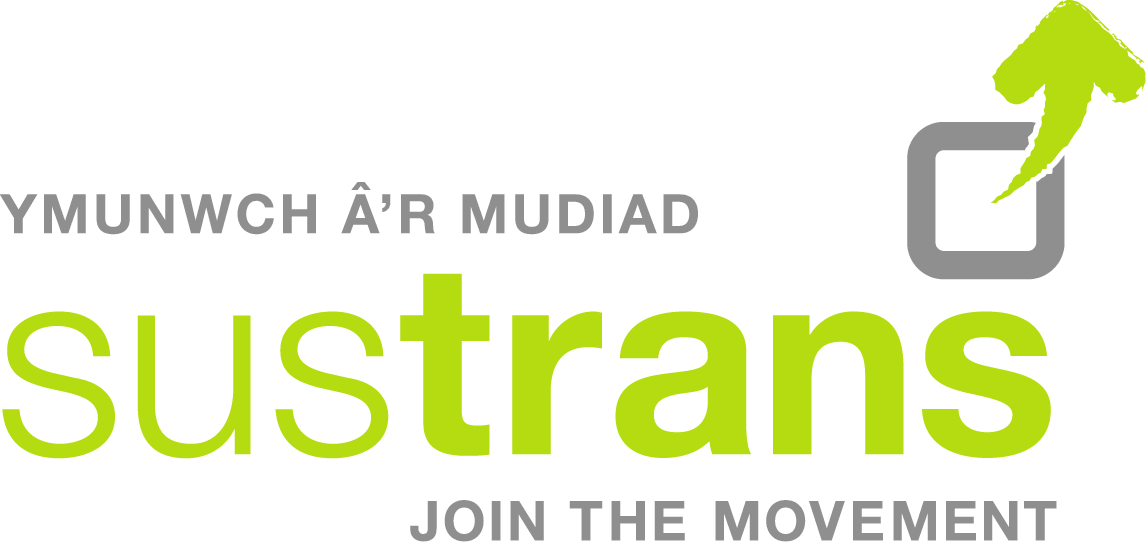 YMUNWCH Â’R MUDIAD
sustrans
JOIN THE MOVEMENT